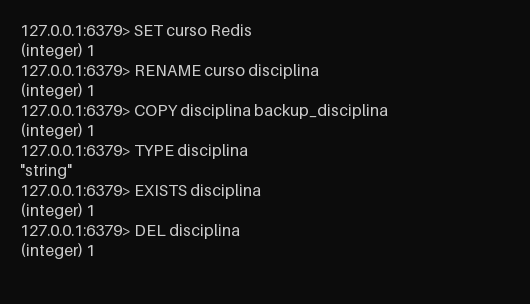 127.0.0.1:6379> SET curso Redis
(integer) 1
127.0.0.1:6379> RENAME curso disciplina
(integer) 1
127.0.0.1:6379> COPY disciplina backup_disciplina
(integer) 1
127.0.0.1:6379> TYPE disciplina
"string"
127.0.0.1:6379> EXISTS disciplina
(integer) 1
127.0.0.1:6379> DEL disciplina
(integer) 1